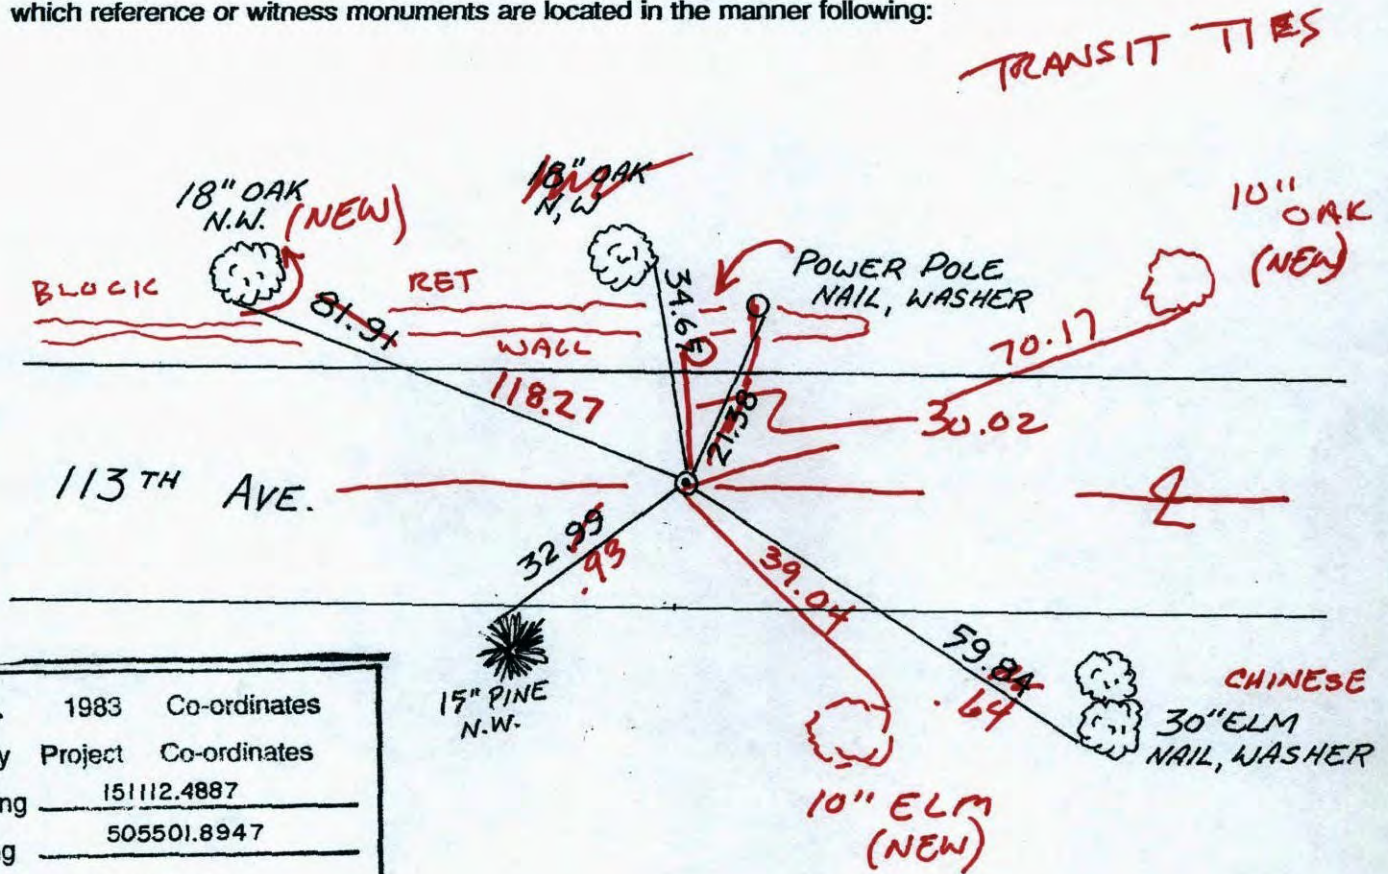 which reference or witness monuments are located in the manner following:
TRANSIT TIES
18" OAK
N.W. (NEW)
18" OAK
N.W
10"
OAK
(NEW)
BLOCK
RET
WALL
POWER POLE
NAIL, WASHER
81.91
34.65
70.17
118.27
21.38
30.02
113TH AVE.
32.99
.93
39.04
59.84
.64
15" PINE
N.W.
CHINESE
30" ELM
NAIL, WASHER
10" ELM
(NEW)
1983 Co-ordinates
y Project Co-ordinates
ng 151112.4887
g 505501.8947